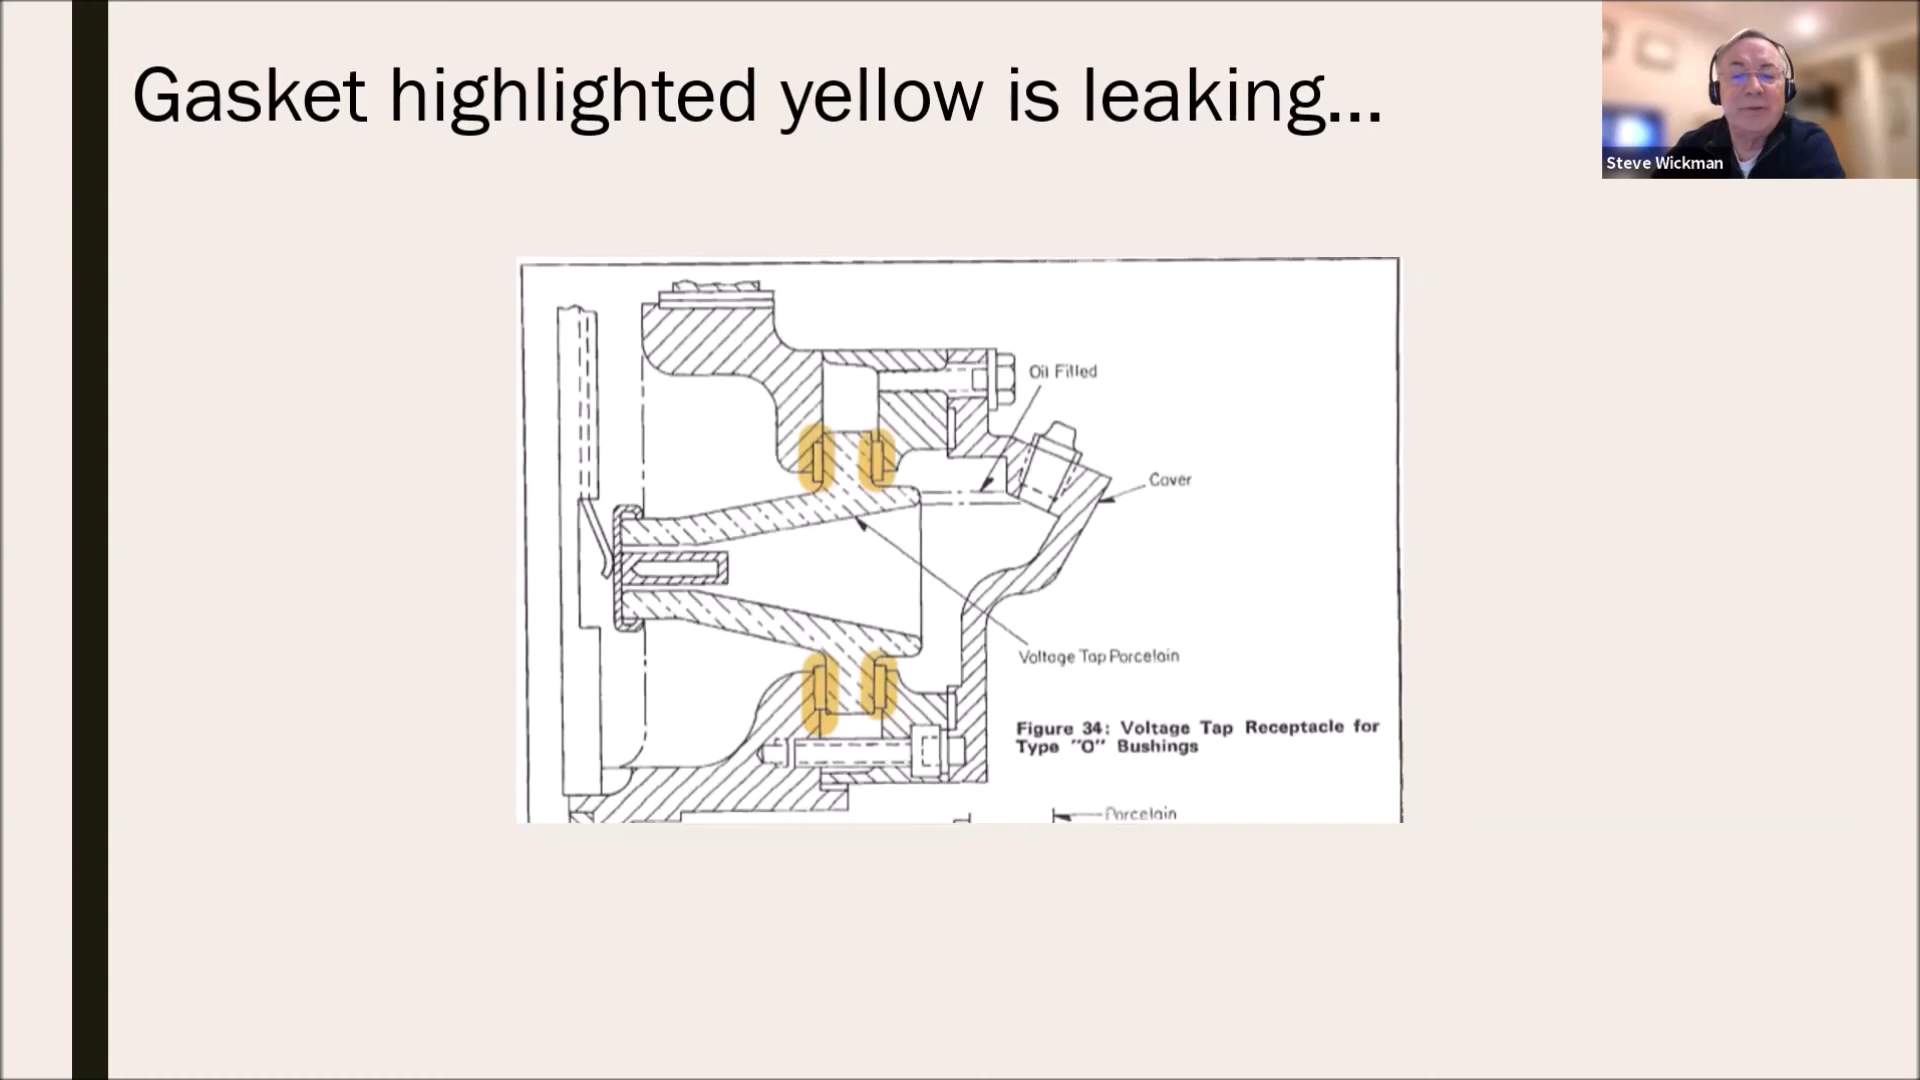 Gasket highlighted yellow is leaking...
Steve Wickman
Oil Filled
Cover
Voltage Tap Porcelain
Figure 34: Voltage Tap Receptacle for
Type "O" Bushings
Porcelain